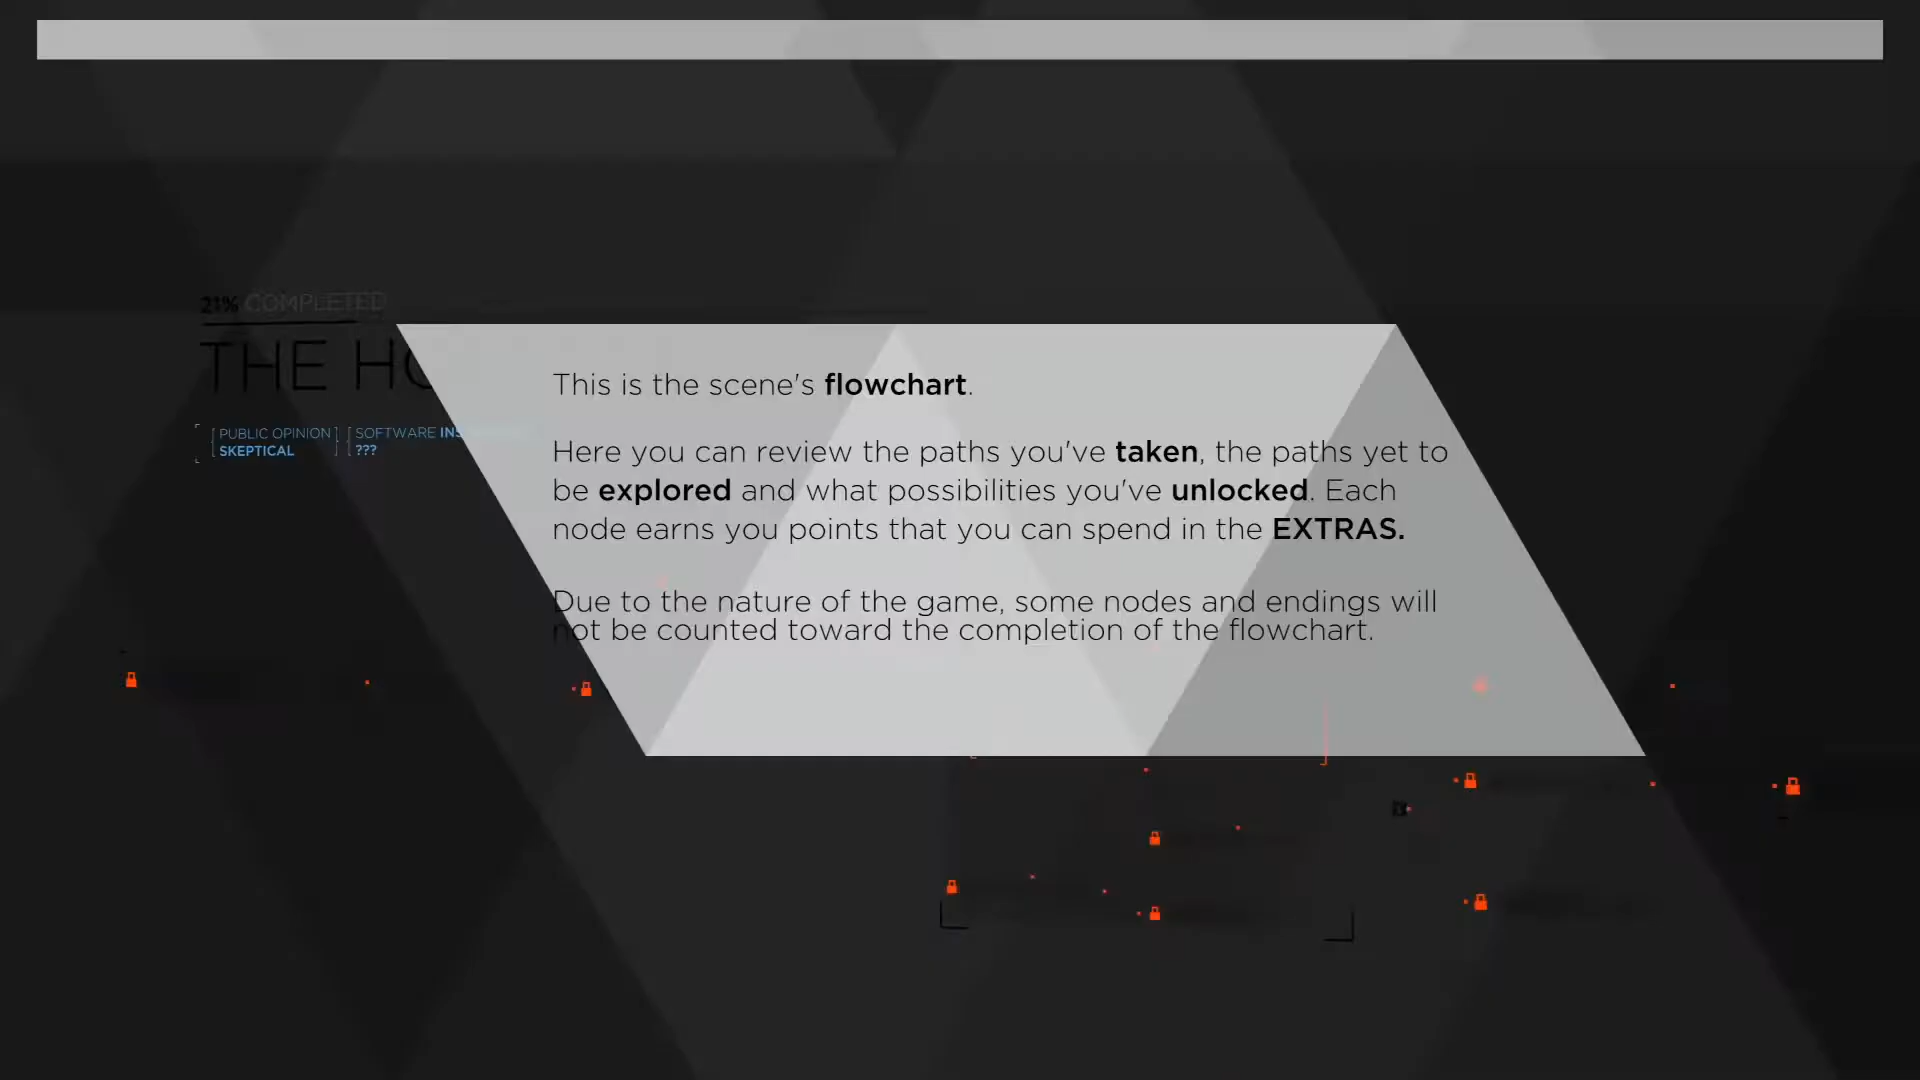 21% COMPLETED
THE HO
PUBLIC OPINION
SKEPTICAL
SOFTWARE INS
???
This is the scene's flowchart.
Here you can review the paths you've taken, the paths yet to
be explored and what possibilities you've unlocked. Each
node earns you points that you can spend in the EXTRAS.
Due to the nature of the game, some nodes and endings will
not be counted toward the completion of the flowchart.